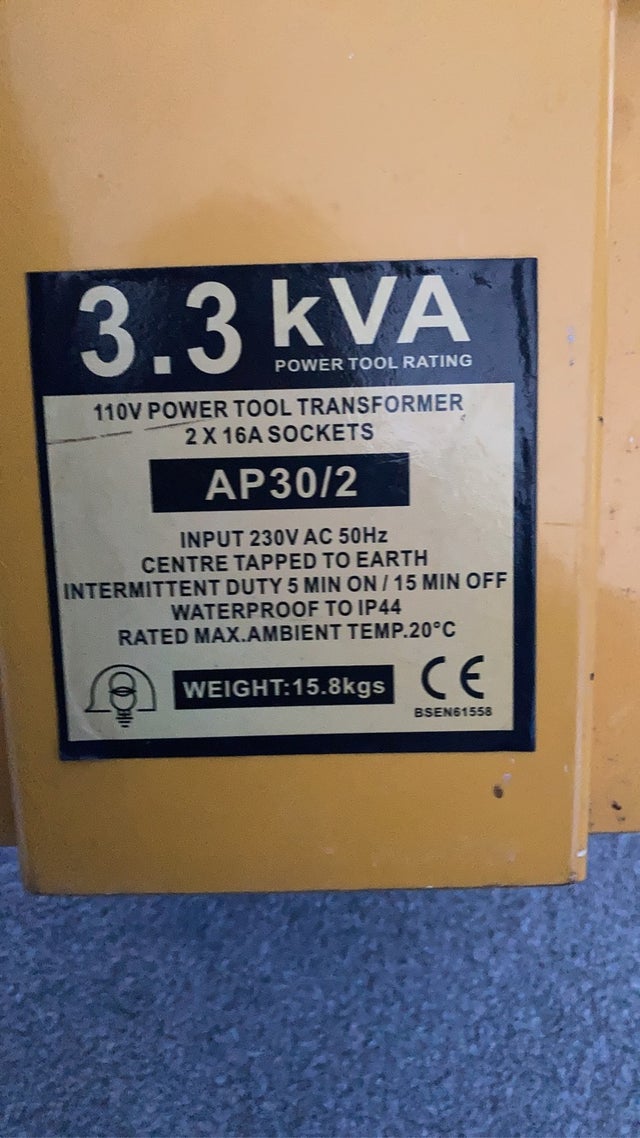 3.3 kVA
POWER TOOL RATING
110V POWER TOOL TRANSFORMER
2 X 16A SOCKETS
AP30/2
INPUT 230V AC 50Hz
CENTRE TAPPED TO EARTH
INTERMITTENT DUTY 5 MIN ON / 15 MIN OFF
WATERPROOF TO IP44
RATED MAX.AMBIENT TEMP.20°C
WEIGHT:15.8kgs
CE
BSEN61558